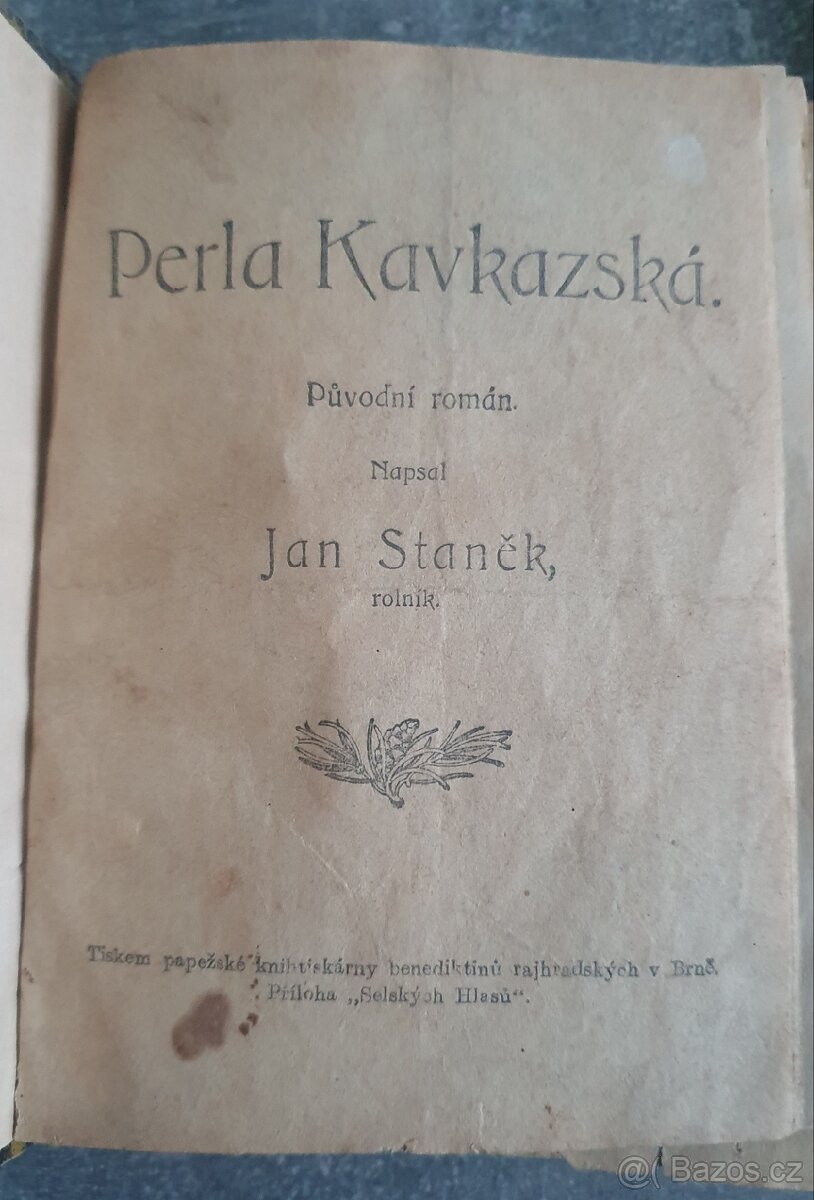 Perla Kavkazská.
Původní román.
Napsal
Jan Staněk,
rolník.
Tiskem papežské knihtiskárny benediktinů rajhradských v Brně.
Příloha „Selských Hlasů“.
@( Bazos.cz